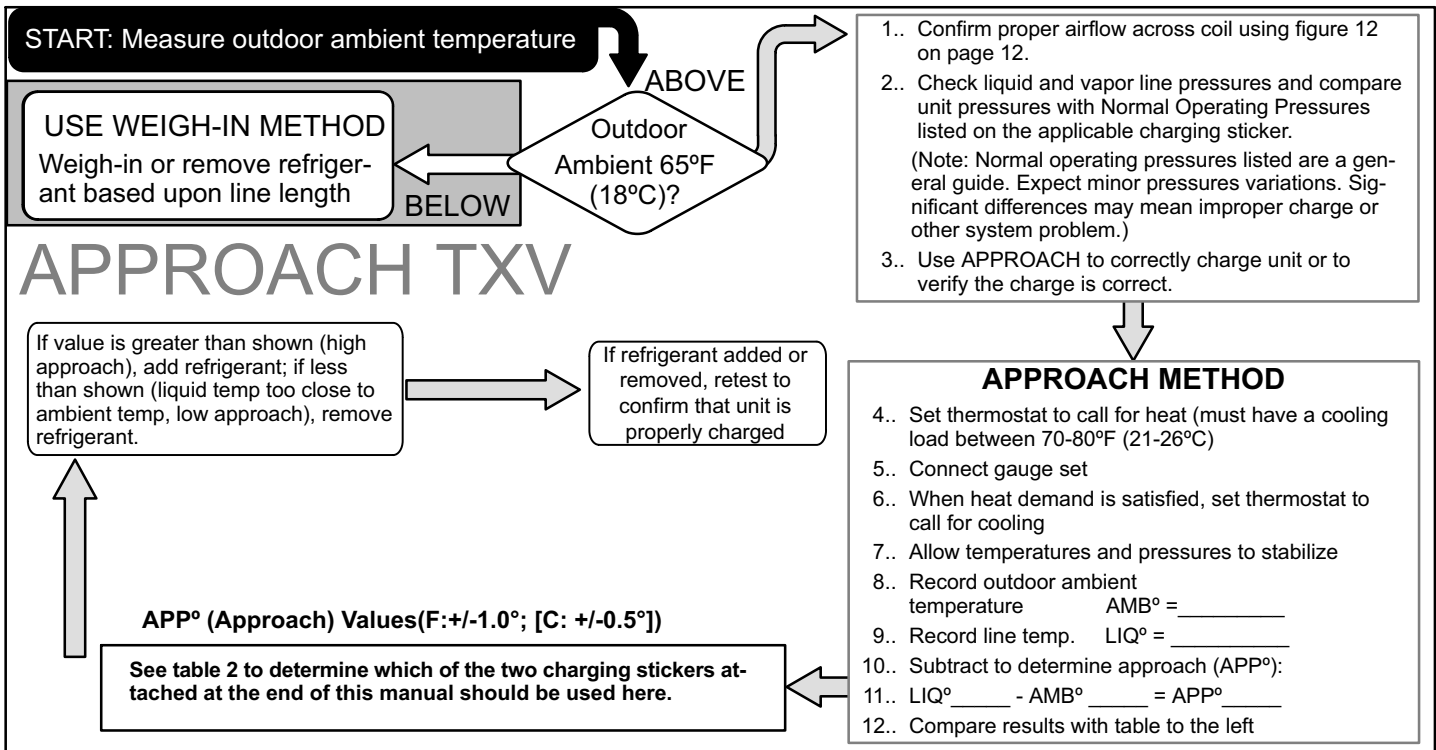 START: Measure outdoor ambient temperature
ABOVE
USE WEIGH-IN METHOD
Weigh-in or remove refriger-
ant based upon line length
BELOW
Outdoor
Ambient 65ºF
(18ºC)?
1.. Confirm proper airflow across coil using figure 12
on page 12.
2.. Check liquid and vapor line pressures and compare
unit pressures with Normal Operating Pressures
listed on the applicable charging sticker.
(Note: Normal operating pressures listed are a gen-
eral guide. Expect minor pressures variations. Sig-
nificant differences may mean improper charge or
other system problem.)
3.. Use APPROACH to correctly charge unit or to
verify the charge is correct.
APPROACH TXV
APPROACH METHOD
4.. Set thermostat to call for heat (must have a cooling
load between 70-80ºF (21-26ºC)
5.. Connect gauge set
6.. When heat demand is satisfied, set thermostat to
call for cooling
7.. Allow temperatures and pressures to stabilize
8.. Record outdoor ambient
temperature AMBº =_________
9.. Record line temp. LIQº = __________
10.. Subtract to determine approach (APPº):
11.. LIQº_____ - AMBº _____ = APPº_____
12.. Compare results with table to the left
APPº (Approach) Values(F:+/-1.0°; [C: +/-0.5°])
See table 2 to determine which of the two charging stickers at-
tached at the end of this manual should be used here.
If value is greater than shown (high
approach), add refrigerant; if less
than shown (liquid temp too close to
ambient temp, low approach), remove
refrigerant.
If refrigerant added or
removed, retest to
confirm that unit is
properly charged